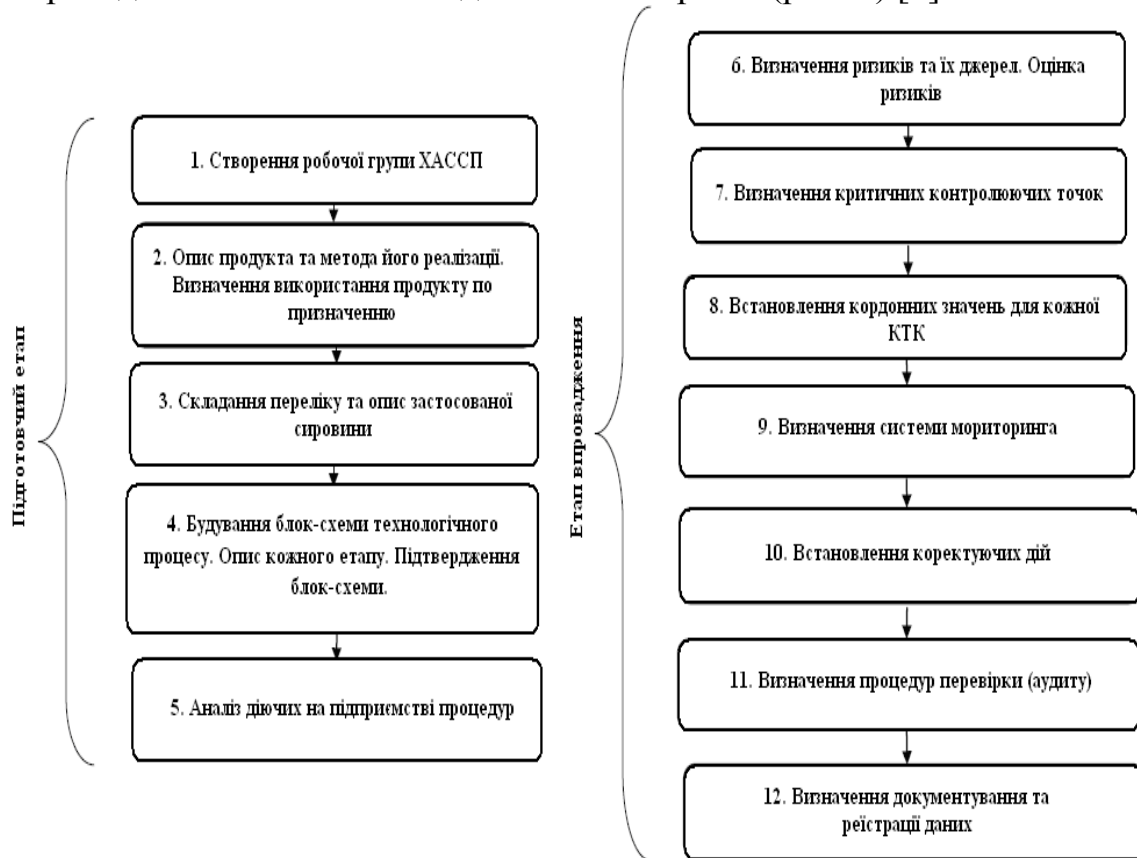 Підготовчий етап
1. Створення робочої групи ХАССП
2. Опис продукта та метода його реалізації.
Визначення використання продукту по
призначенню
3. Складання переліку та опис застосованої
сировини
4. Будування блок-схеми технологічного
процесу. Опис кожного етапу. Підтвердження
блок-схеми.
5. Аналіз діючих на підприємстві процедур
Етап впровадження
6. Визначення ризиків та їх джерел. Оцінка
ризиків
7. Визначення критичних контролюючих точок
8. Встановлення кордонних значень для кожної
КТК
9. Визначення системи мориторинга
10. Встановлення коректуючих дій
11. Визначення процедур перевірки (аудиту)
12. Визначення документування та
реїстрації даних